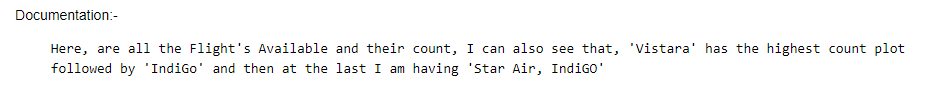 Documentation:-
Here, are all the Flight's Available and their count, I can also see that, 'Vistara' has the highest count plot
followed by 'IndiGo' and then at the last I am having 'Star Air, IndiGO'